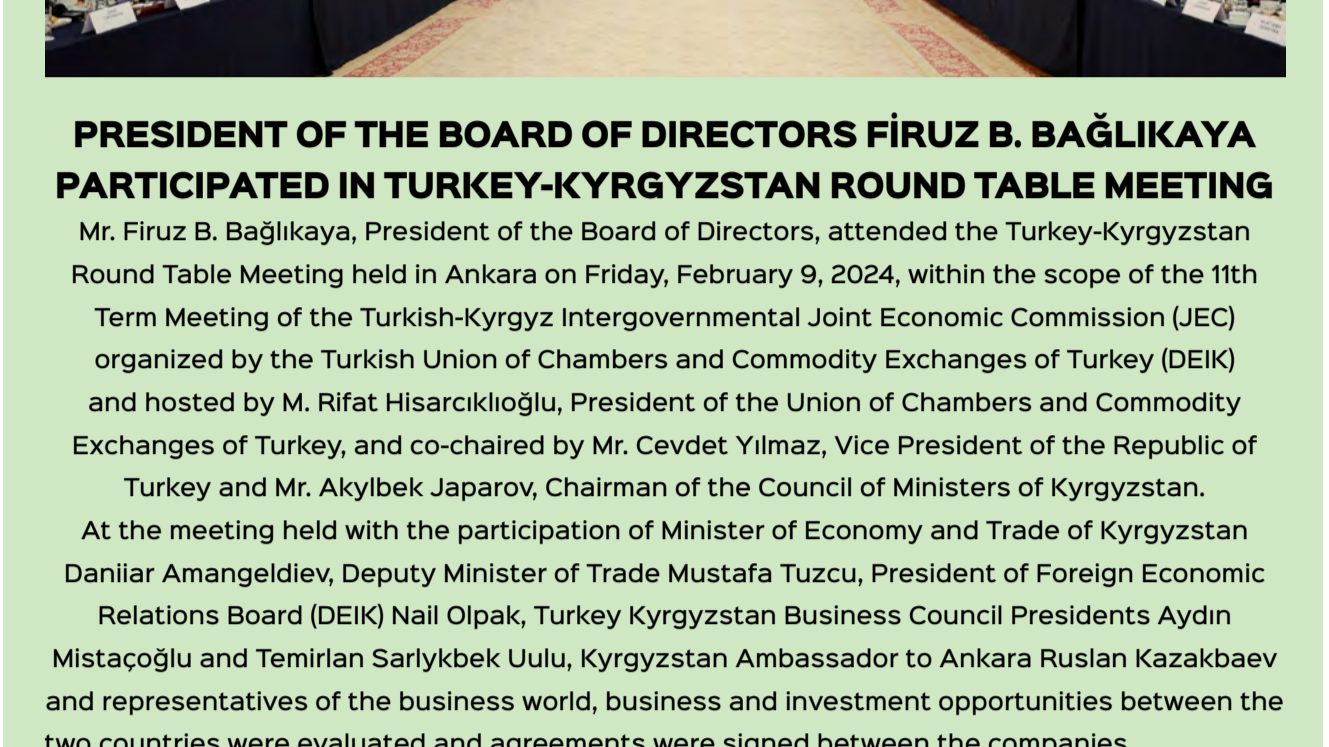 PRESIDENT OF THE BOARD OF DIRECTORS FİRUZ B. BAĞLIKAYA
PARTICIPATED IN TURKEY-KYRGYZSTAN ROUND TABLE MEETING
Mr. Firuz B. Bağlıkaya, President of the Board of Directors, attended the Turkey-Kyrgyzstan
Round Table Meeting held in Ankara on Friday, February 9, 2024, within the scope of the 11th
Term Meeting of the Turkish-Kyrgyz Intergovernmental Joint Economic Commission (JEC)
organized by the Turkish Union of Chambers and Commodity Exchanges of Turkey (DEIK)
and hosted by M. Rifat Hisarcıklıoğlu, President of the Union of Chambers and Commodity
Exchanges of Turkey, and co-chaired by Mr. Cevdet Yılmaz, Vice President of the Republic of
Turkey and Mr. Akylbek Japarov, Chairman of the Council of Ministers of Kyrgyzstan.
At the meeting held with the participation of Minister of Economy and Trade of Kyrgyzstan
Daniiar Amangeldiev, Deputy Minister of Trade Mustafa Tuzcu, President of Foreign Economic
Relations Board (DEIK) Nail Olpak, Turkey Kyrgyzstan Business Council Presidents Aydın
Mistaçoğlu and Temirlan Sarlykbek Uulu, Kyrgyzstan Ambassador to Ankara Ruslan Kazakbaev
and representatives of the business world, business and investment opportunities between the
two countries were evaluated and agreements were signed between the companies.